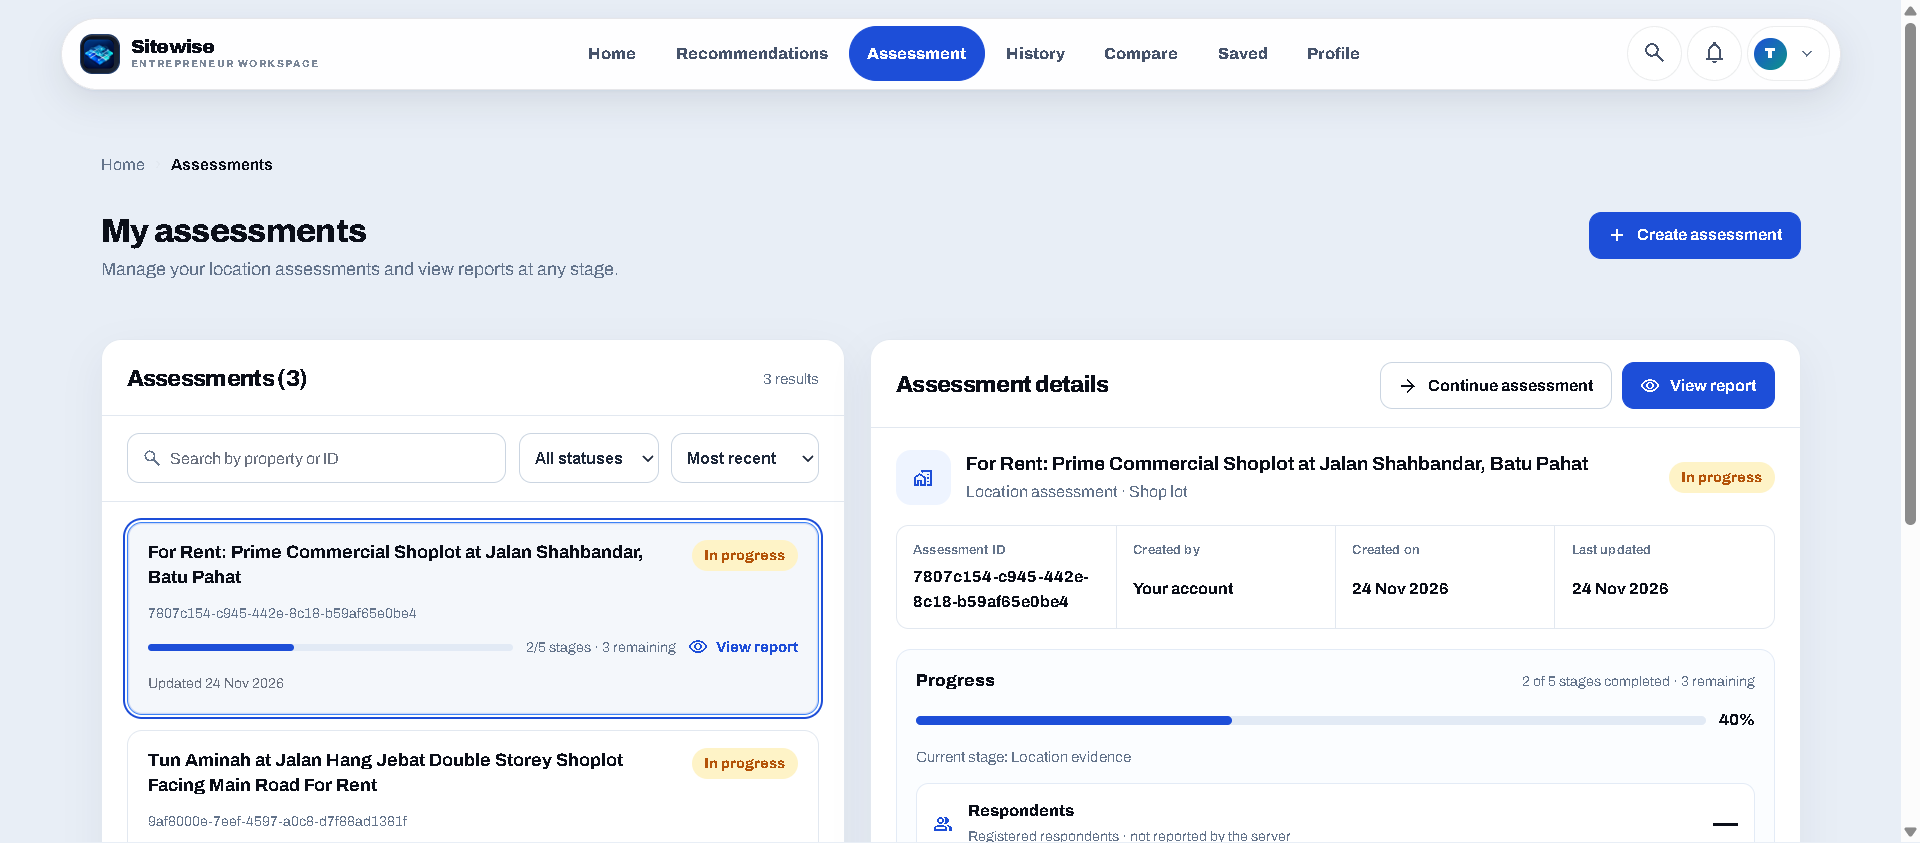 Sitewise
ENTREPRENEUR WORKSPACE
Home
Recommendations
Assessment
History
Compare
Saved
Profile
T
Home
Assessments
My assessments
Manage your location assessments and view reports at any stage.
Create assessment
Assessments (3)
3 results
Search by property or ID
All statuses
Most recent
For Rent: Prime Commercial Shoplot at Jalan Shahbandar,
Batu Pahat
In progress
7807c154-c945-442e-8c18-b59af65e0be4
2/5 stages · 3 remaining
View report
Updated 24 Nov 2026
Tun Aminah at Jalan Hang Jebat Double Storey Shoplot
Facing Main Road For Rent
In progress
9af8000e-7eef-4597-a0c8-d7f88ad1381f
Assessment details
Continue assessment
View report
For Rent: Prime Commercial Shoplot at Jalan Shahbandar, Batu Pahat
Location assessment · Shop lot
In progress
Assessment ID
7807c154-c945-442e-
8c18-b59af65e0be4
Created by
Your account
Created on
24 Nov 2026
Last updated
24 Nov 2026
Progress
2 of 5 stages completed · 3 remaining
40%
Current stage: Location evidence
Respondents
Registered respondents · not reported by the server
—